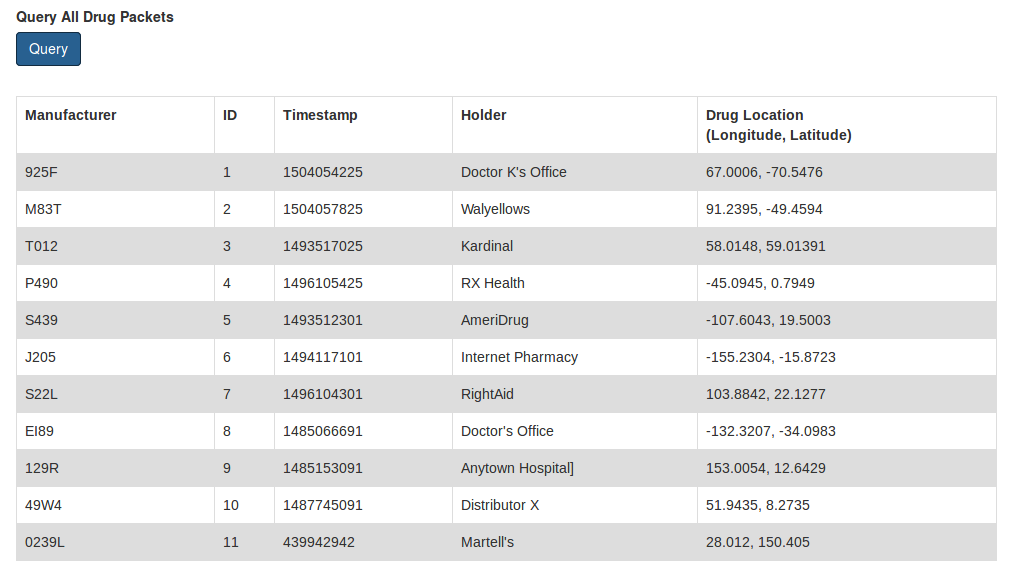 Query All Drug Packets
Query
Manufacturer ID Timestamp Holder Drug Location
(Longitude, Latitude)
925F 1 1504054225 Doctor K's Office 67.0006, -70.5476
M83T 2 1504057825 Walyellows 91.2395, -49.4594
T012 3 1493517025 Kardinal 58.0148, 59.01391
P490 4 1496105425 RX Health -45.0945, 0.7949
S439 5 1493512301 AmeriDrug -107.6043, 19.5003
J205 6 1494117101 Internet Pharmacy -155.2304, -15.8723
S22L 7 1496104301 RightAid 103.8842, 22.1277
EI89 8 1485066691 Doctor's Office -132.3207, -34.0983
129R 9 1485153091 Anytown Hospital] 153.0054, 12.6429
49W4 10 1487745091 Distributor X 51.9435, 8.2735
0239L 11 439942942 Martell's 28.012, 150.405